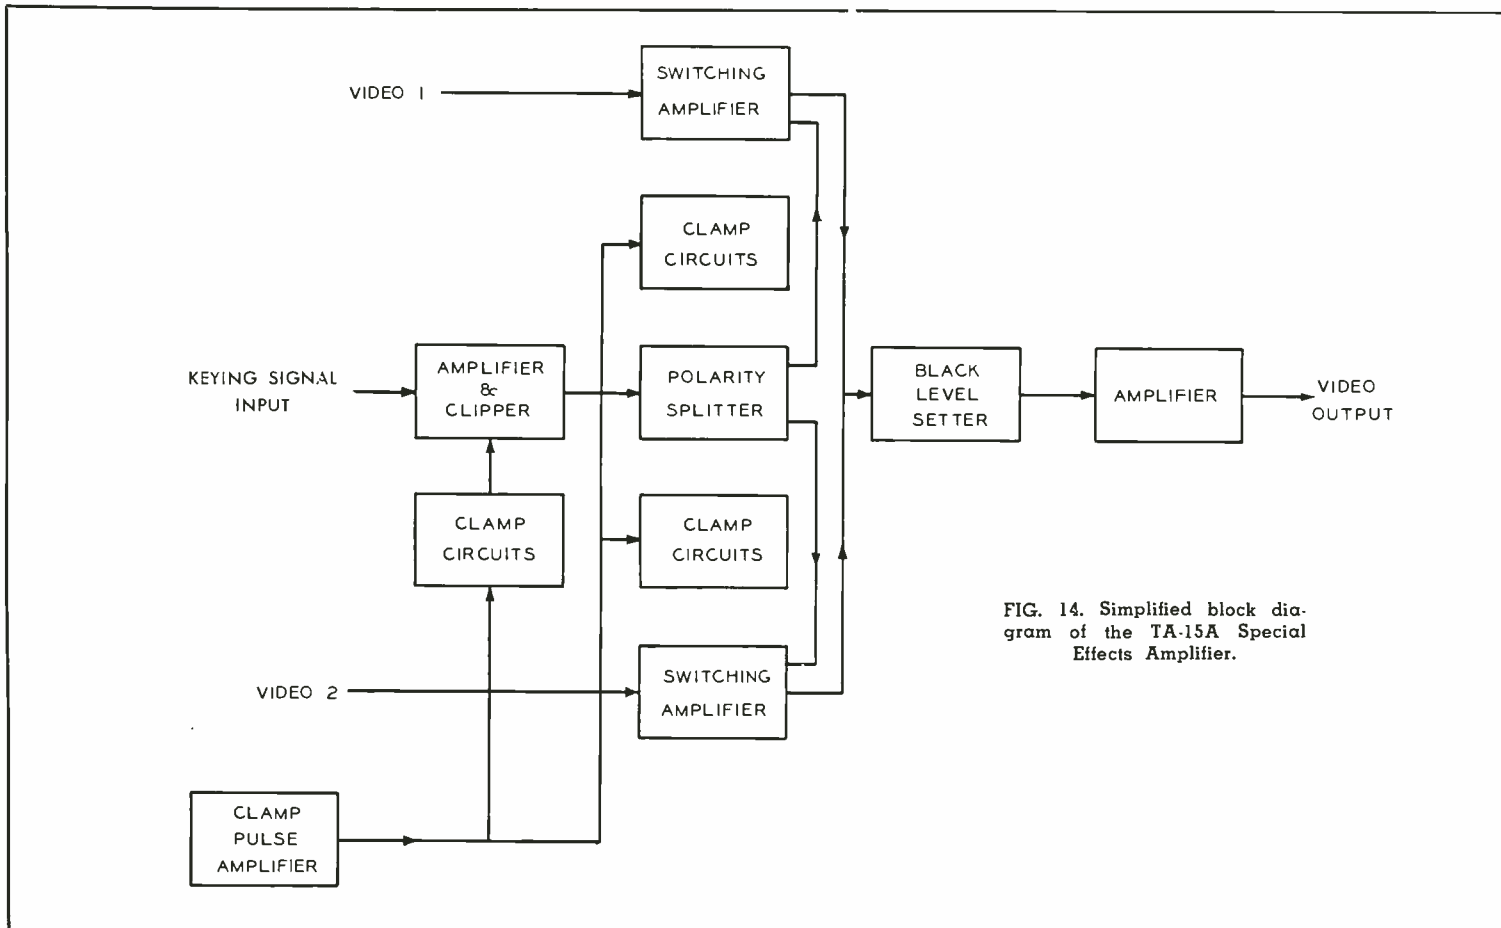 VIDEO 1
SWITCHING
AMPLIFIER
CLAMP
CIRCUITS
KEYING SIGNAL
INPUT
AMPLIFIER
&
CLIPPER
POLARITY
SPLITTER
BLACK
LEVEL
SETTER
AMPLIFIER
VIDEO
OUTPUT
CLAMP
CIRCUITS
CLAMP
CIRCUITS
FIG. 14. Simplified block dia-
gram of the TA-15A Special
Effects Amplifier.
VIDEO 2
SWITCHING
AMPLIFIER
CLAMP
PULSE
AMPLIFIER